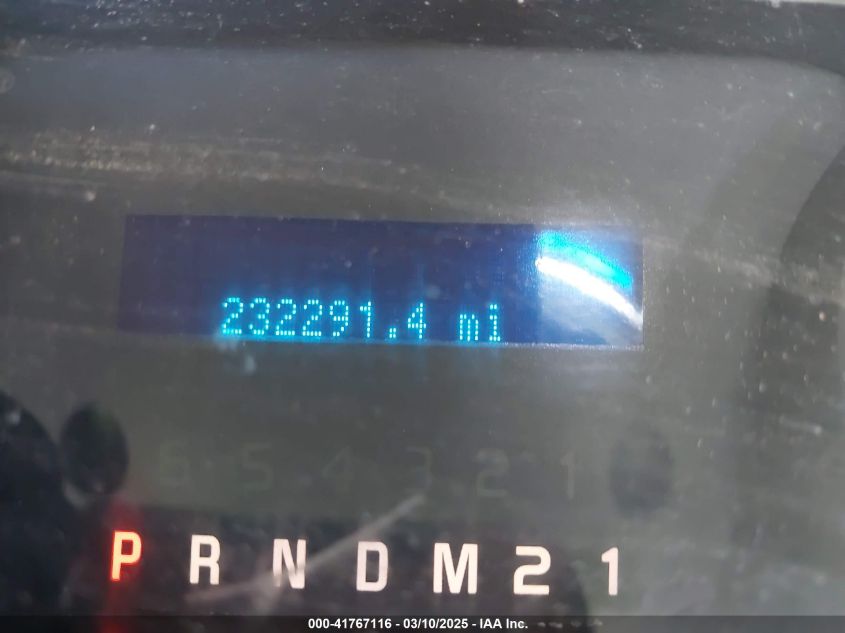 232291.4 mi
6 5 4 3 2 1
P R N D M 2 1
000-41767116 - 03/10/2025 - IAA Inc.